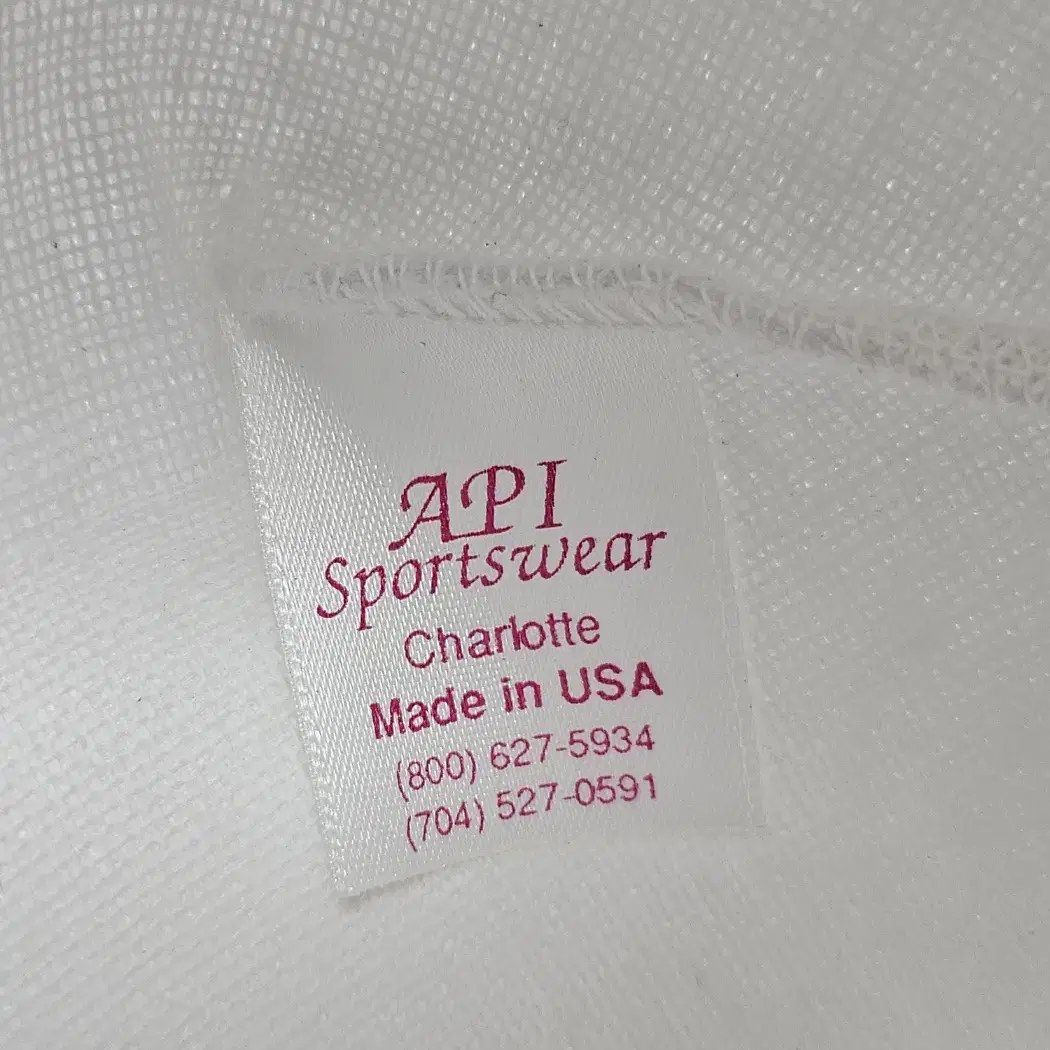 API
Sportswear
Charlotte
Made in USA
(800) 627-5934
(704) 527-0591